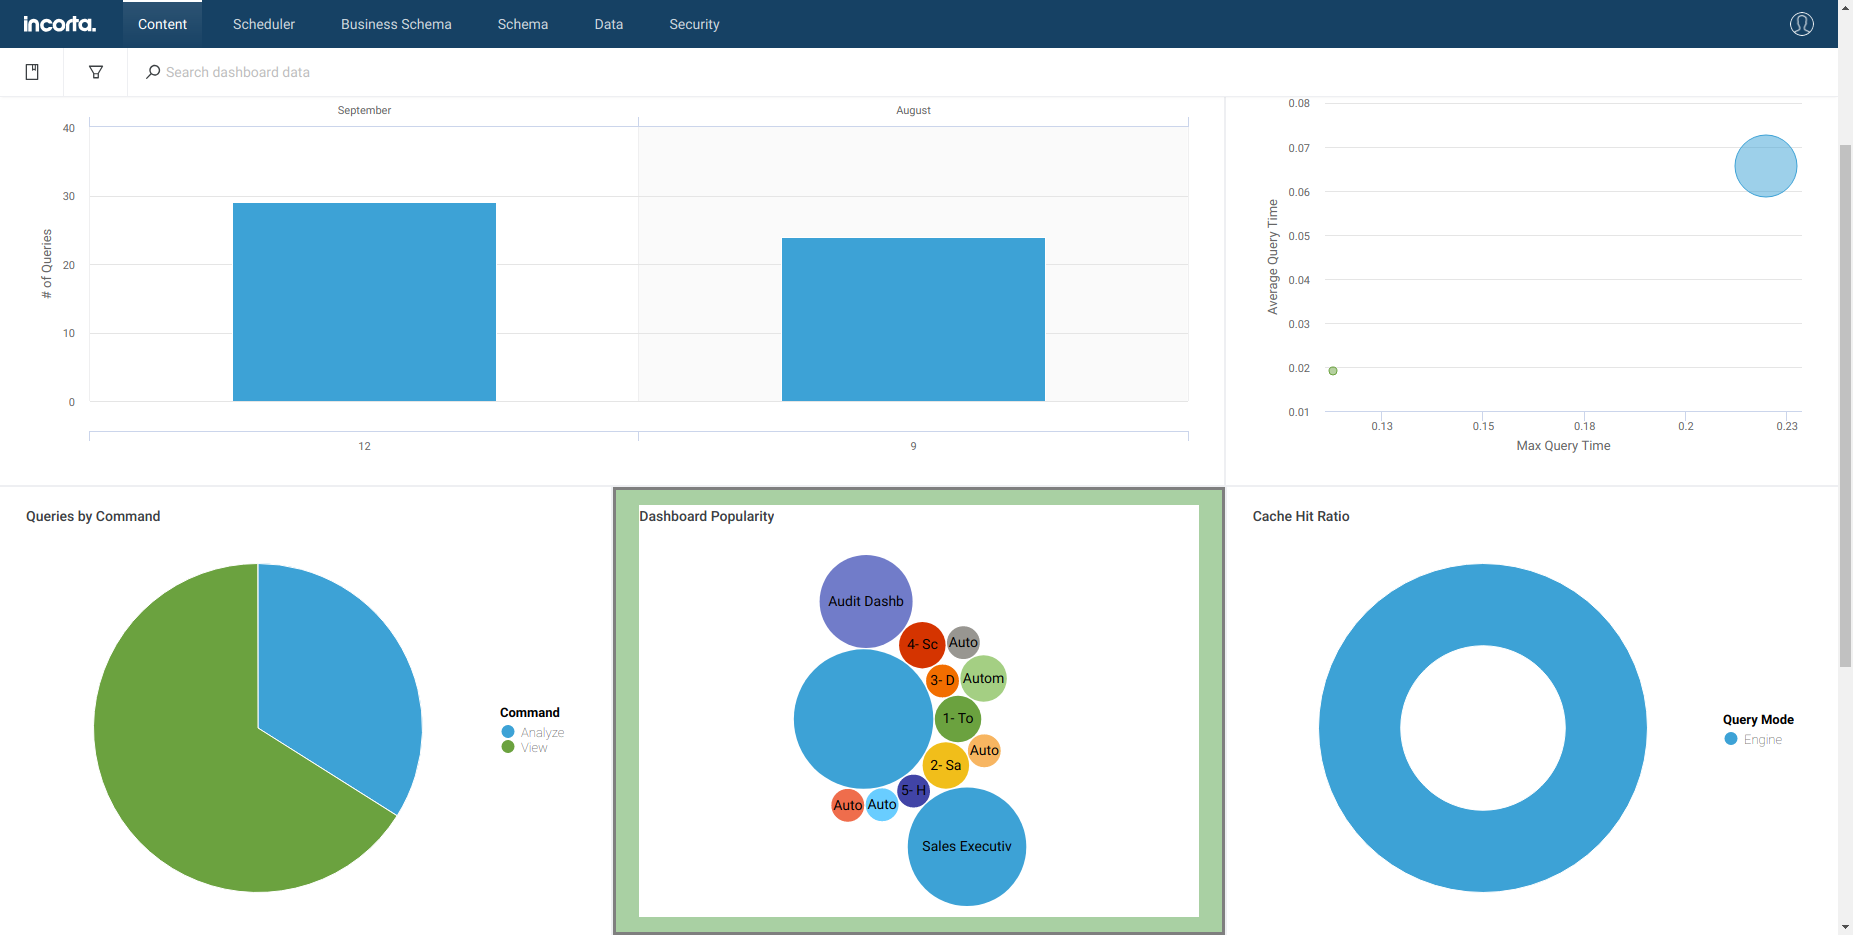 incorta.
Content
Scheduler
Business Schema
Schema
Data
Security
Search dashboard data
September
August
# of Queries
40
30
20
10
0
12
9
Average Query Time
0.08
0.07
0.06
0.05
0.04
0.03
0.02
0.01
0.13
0.15
0.18
0.2
0.23
Max Query Time
Queries by Command
Command
Analyze
View
Dashboard Popularity
Audit Dashb
4- Sc
Auto
3- D
Autom
1- To
Auto
2- Sa
5- H
Auto
Auto
Sales Executiv
Cache Hit Ratio
Query Mode
Engine